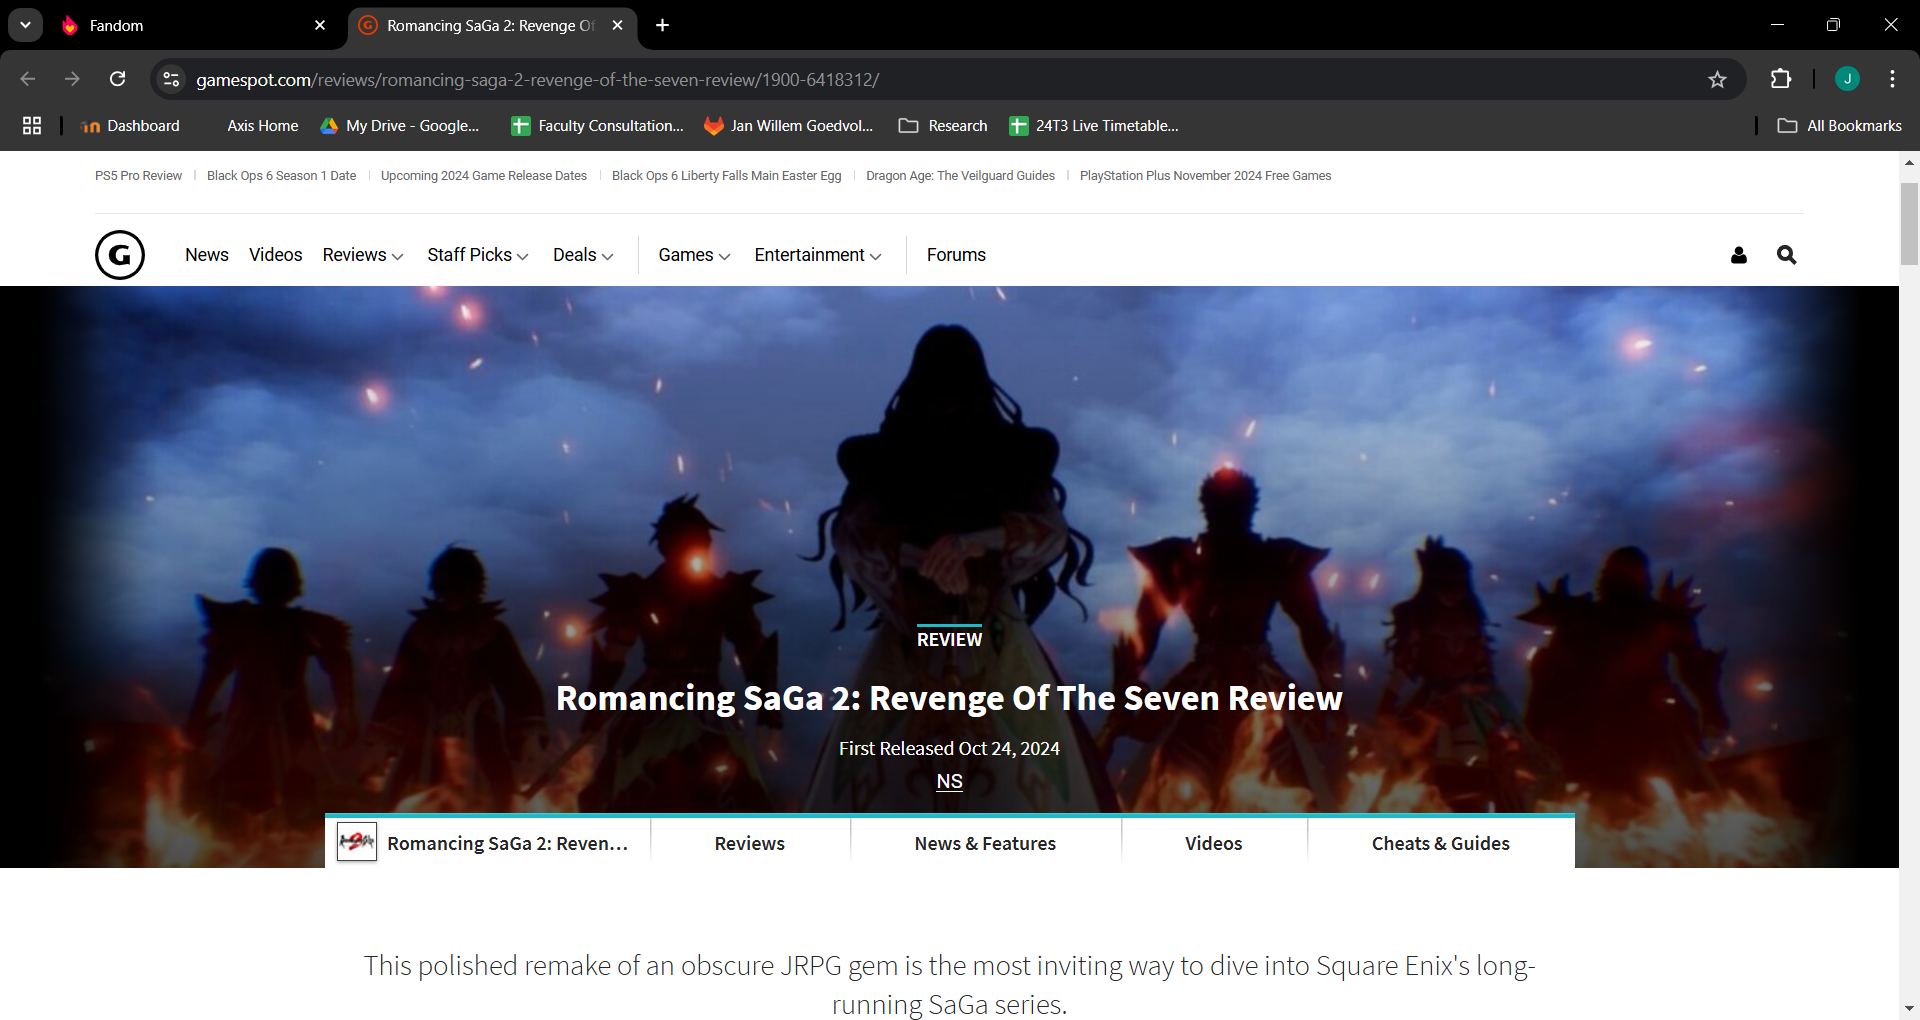 Fandom
Romancing SaGa 2: Revenge Of
gamespot.com/reviews/romancing-saga-2-revenge-of-the-seven-review/1900-6418312/
J
Dashboard
Axis Home
My Drive - Google...
Faculty Consultation...
Jan Willem Goedvol...
Research
24T3 Live Timetable...
All Bookmarks
PS5 Pro Review
Black Ops 6 Season 1 Date
Upcoming 2024 Game Release Dates
Black Ops 6 Liberty Falls Main Easter Egg
Dragon Age: The Veilguard Guides
PlayStation Plus November 2024 Free Games
G
News
Videos
Reviews
Staff Picks
Deals
Games
Entertainment
Forums
REVIEW
Romancing SaGa 2: Revenge Of The Seven Review
First Released Oct 24, 2024
NS
Romancing SaGa 2: Reven...
Reviews
News & Features
Videos
Cheats & Guides
This polished remake of an obscure JRPG gem is the most inviting way to dive into Square Enix's long-
running SaGa series.